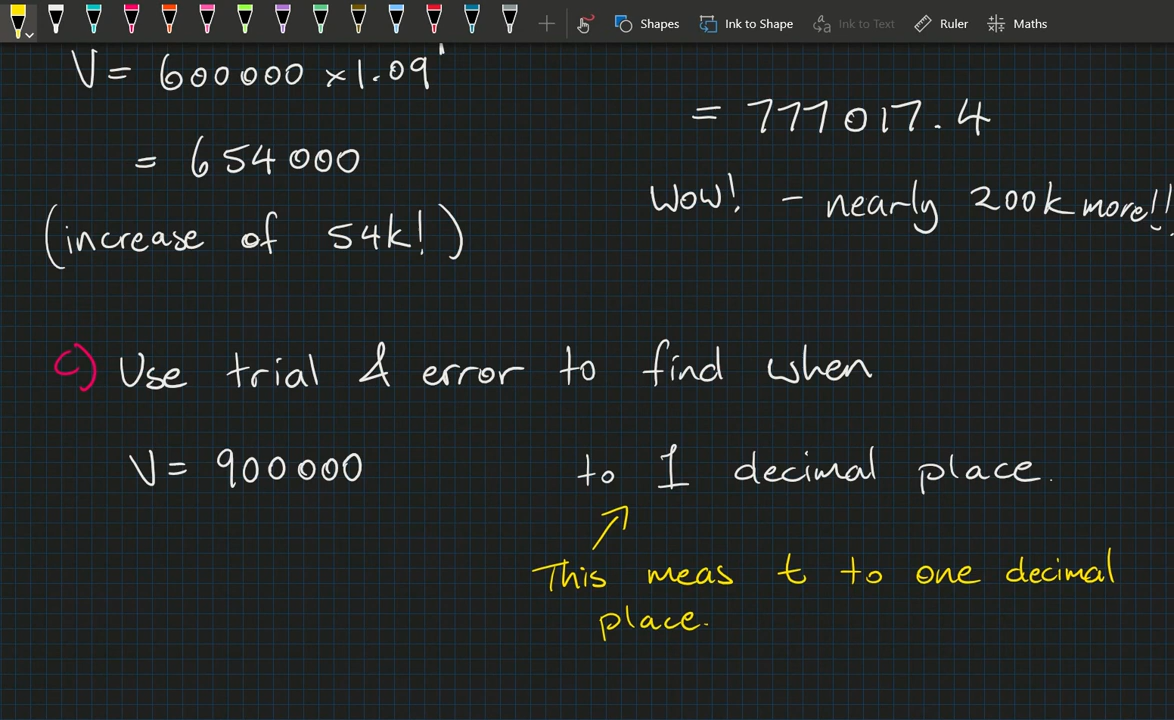 Shapes Ink to Shape Ink to Text Ruler Maths
V = 600000 × 1.09¹
= 654000
(increase of 54k!)
= 777017.4
Wow! - nearly 200k more!!
c) Use trial & error to find when
V = 900000 to 1 decimal place.
This meas t to one decimal
place.